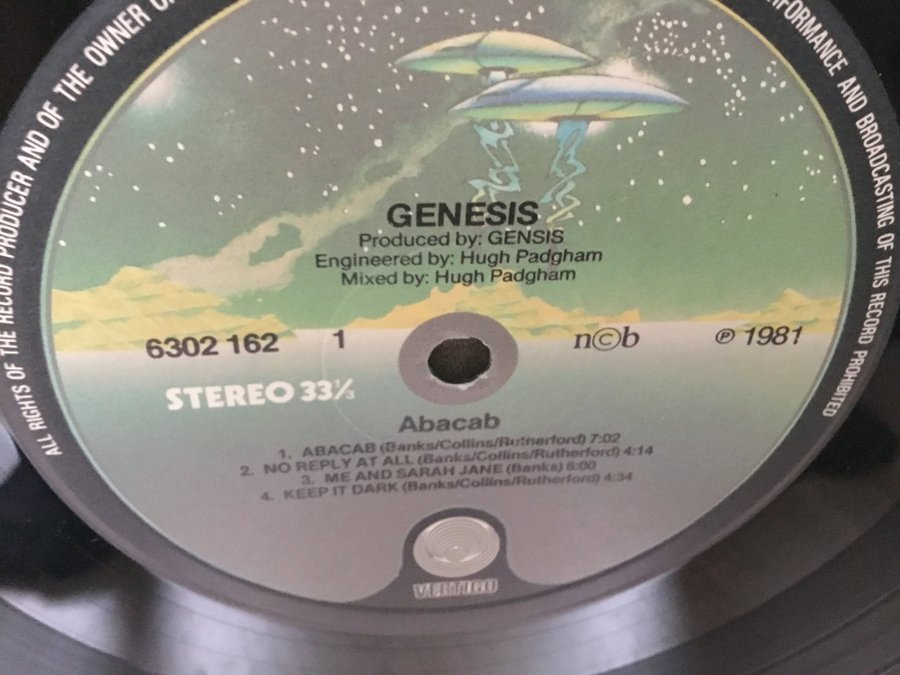 ALL RIGHTS OF THE RECORD PRODUCER AND OF THE OWNER O
RFORMANCE AND BROADCASTING OF THIS RECORD PROHIBITED
GENESIS
Produced by: GENSIS
Engineered by: Hugh Padgham
Mixed by: Hugh Padgham
6302 162 1 n©b ℗ 1981
STEREO 33⅓
Abacab
1. ABACAB (Banks/Collins/Rutherford) 7:02
2. NO REPLY AT ALL (Banks/Collins/Rutherford) 4:14
3. ME AND SARAH JANE (Banks) 6:00
4. KEEP IT DARK (Banks/Collins/Rutherford) 4:34
VERTIGO